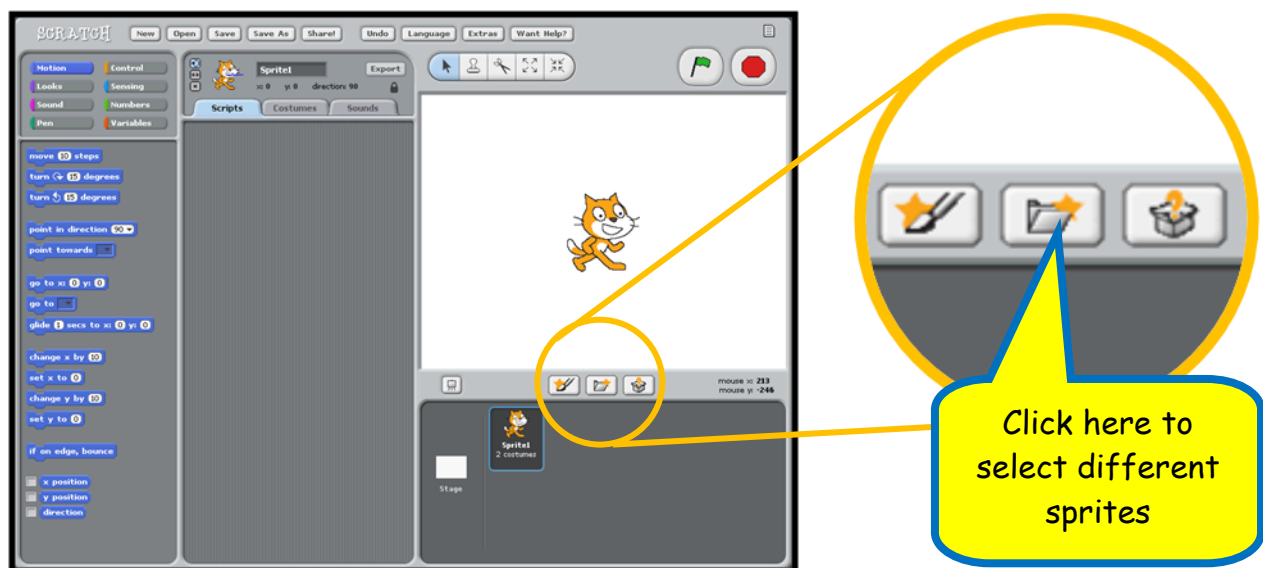 SCRATCH New Open Save Save As Share! Undo Language Extras Want Help?
Motion Control
Looks Sensing
Sound Numbers
Pen Variables
Sprite1 Export
x: 0 y: 0 direction: 90
Scripts Costumes Sounds
move 10 steps
turn 15 degrees
turn 15 degrees
point in direction 90
point towards
go to x: 0 y: 0
go to
glide 1 secs to x: 0 y: 0
change x by 10
set x to 0
change y by 10
set y to 0
if on edge, bounce
x position
y position
direction
mouse x: 213
mouse y: -246
Sprite1
2 costumes
Stage
Click here to
select different
sprites